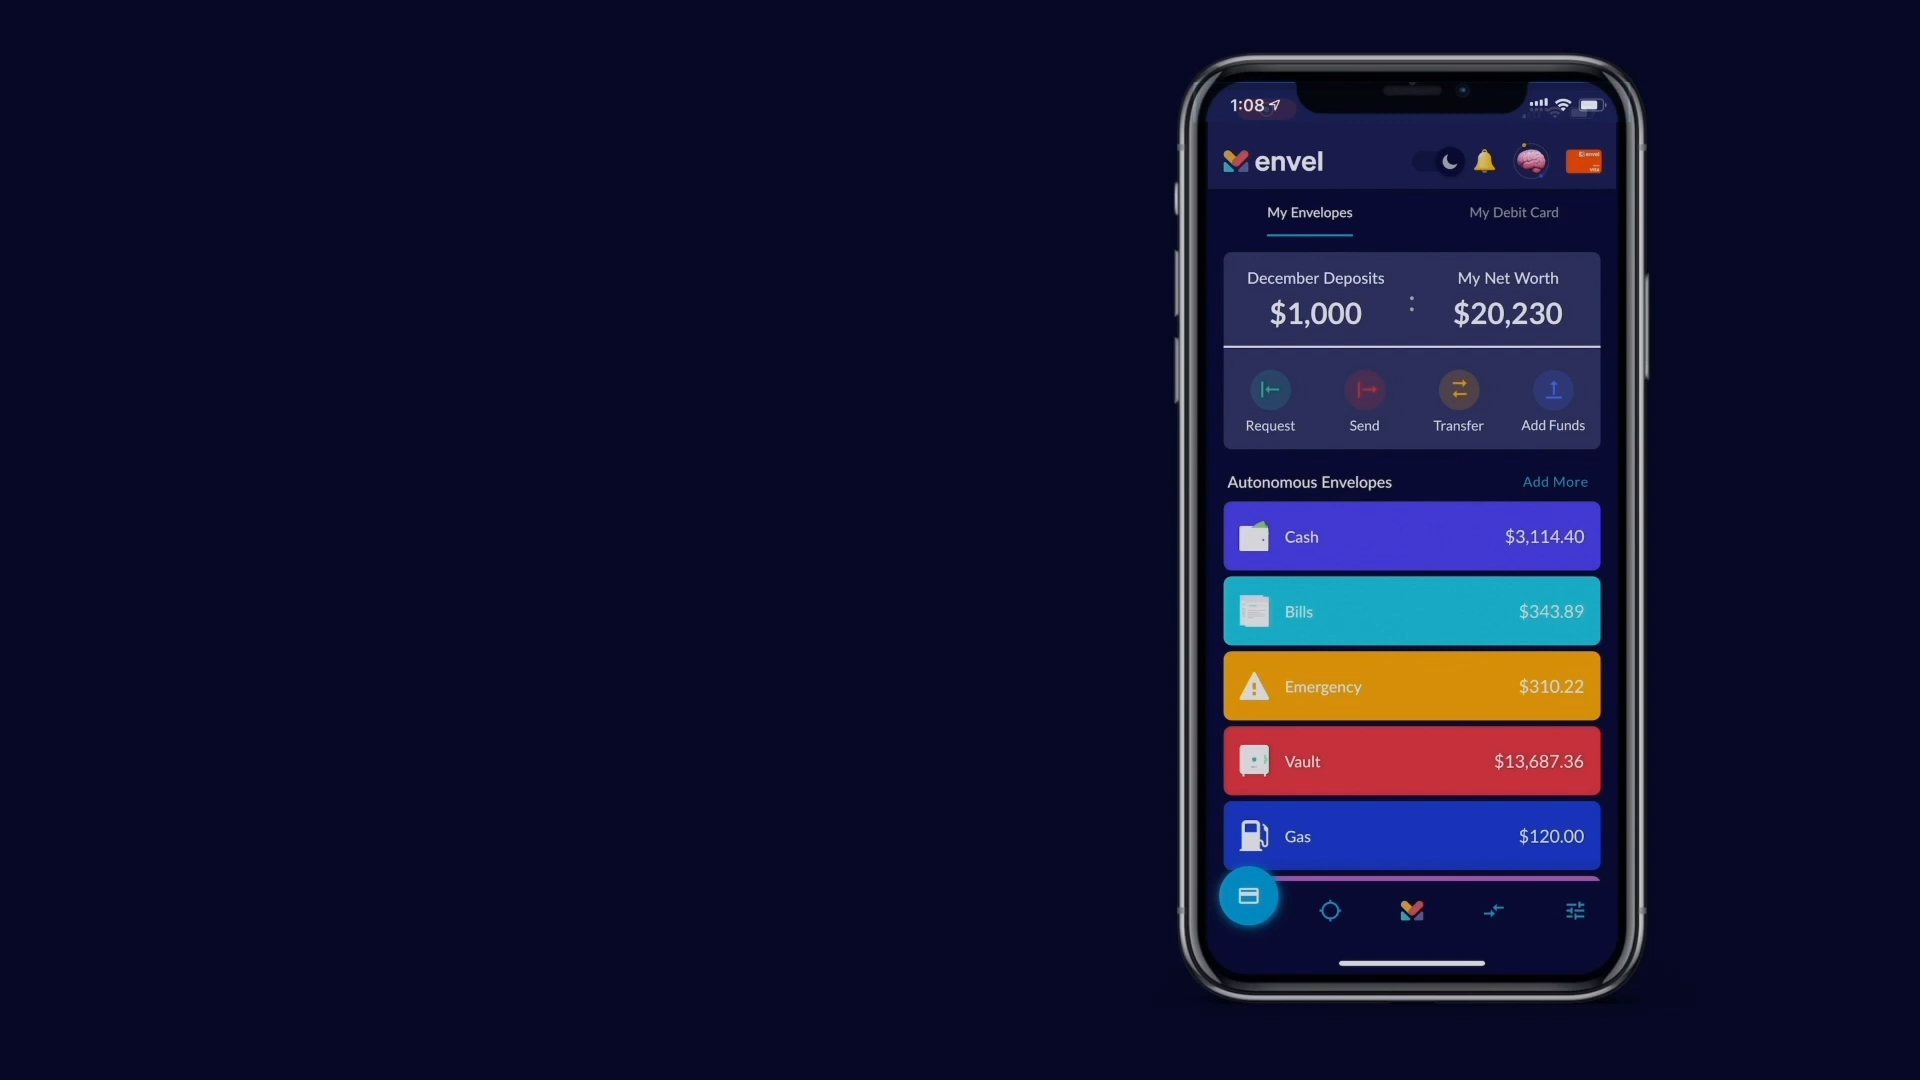 1:08
envel
My Envelopes
My Debit Card
December Deposits
My Net Worth
$1,000
:
$20,230
Request
Send
Transfer
Add Funds
Autonomous Envelopes
Add More
Cash
$3,114.40
Bills
$343.89
Emergency
$310.22
Vault
$13,687.36
Gas
$120.00